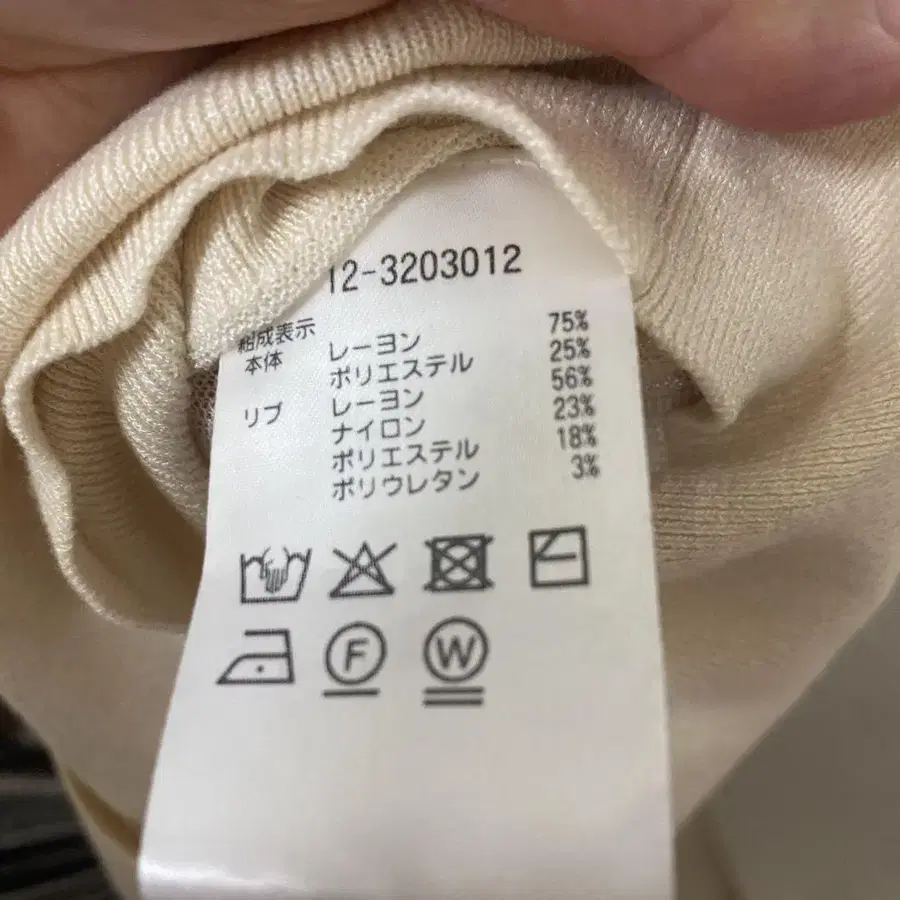 12-3203012
組成表示
本体 レーヨン 75%
ポリエステル 25%
リブ レーヨン 56%
ナイロン 23%
ポリエステル 18%
ポリウレタン 3%
F W